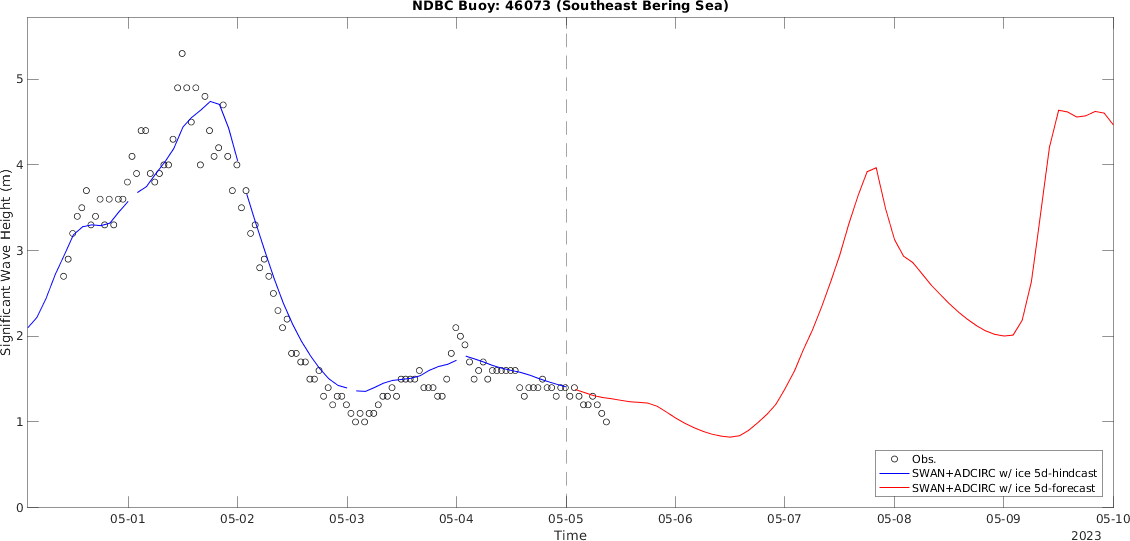 NDBC Buoy: 46073 (Southeast Bering Sea)
Significant Wave Height (m)
5
4
3
2
1
0
Obs.
SWAN+ADCIRC w/ ice 5d-hindcast
SWAN+ADCIRC w/ ice 5d-forecast
05-01 05-02 05-03 05-04 05-05 05-06 05-07 05-08 05-09 05-10
Time
2023